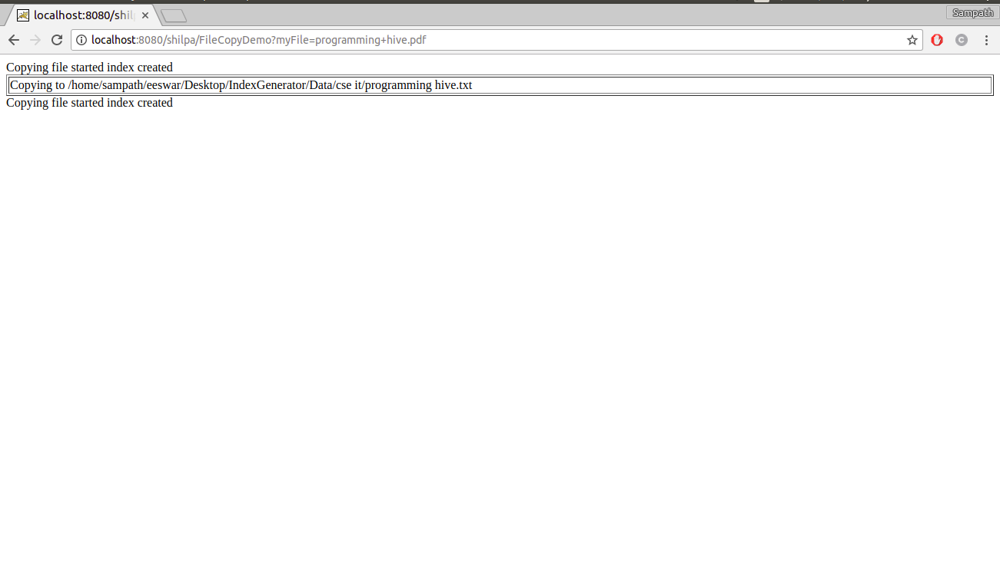 localhost:8080/shilp
Sampath
localhost:8080/shilpa/FileCopyDemo?myFile=programming+hive.pdf
C
Copying file started index created
Copying to /home/sampath/eeswar/Desktop/IndexGenerator/Data/cse it/programming hive.txt
Copying file started index created